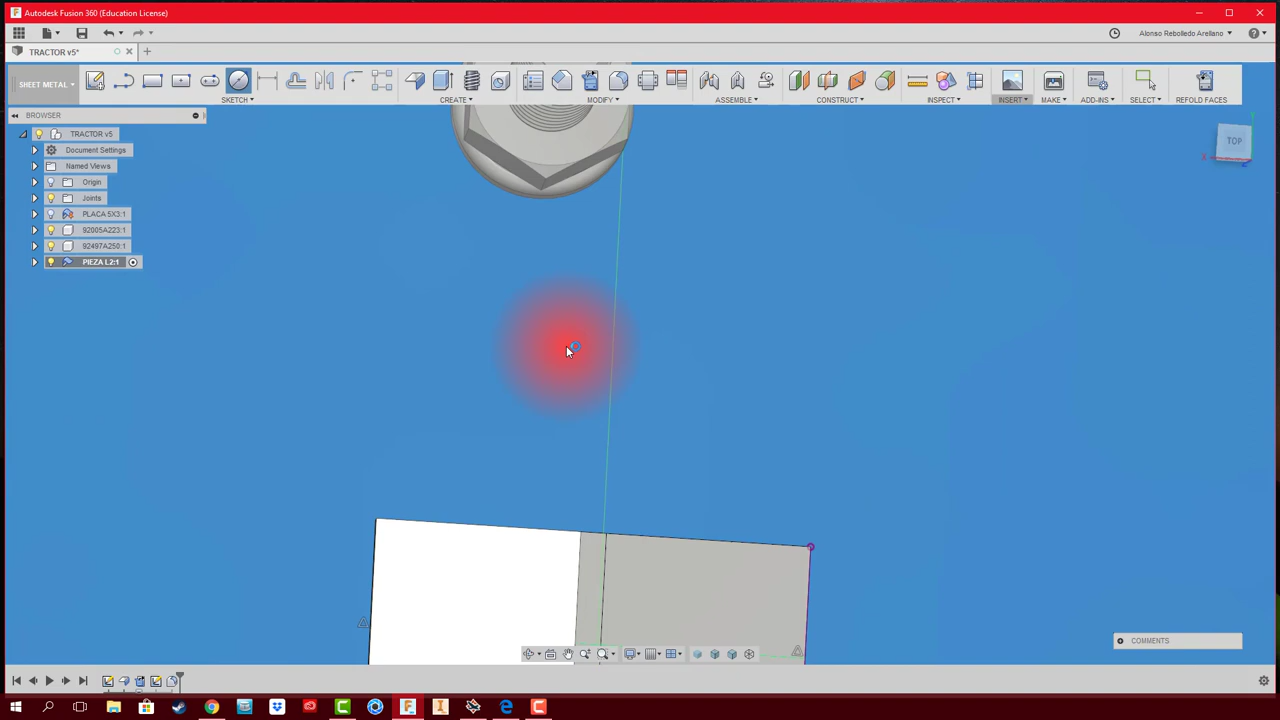 Autodesk Fusion 360 (Education License)
Alonso Rebolledo Arellano
TRACTOR v5*
SHEET METAL
SKETCH
CREATE
MODIFY
ASSEMBLE
CONSTRUCT
INSPECT
INSERT
MAKE
ADD-INS
SELECT
REFOLD FACES
BROWSER
TRACTOR v5
Document Settings
Named Views
Origin
Joints
PLACA 5X3:1
92005A223:1
92497A250:1
PIEZA L2:1
TOP
X
Z
COMMENTS